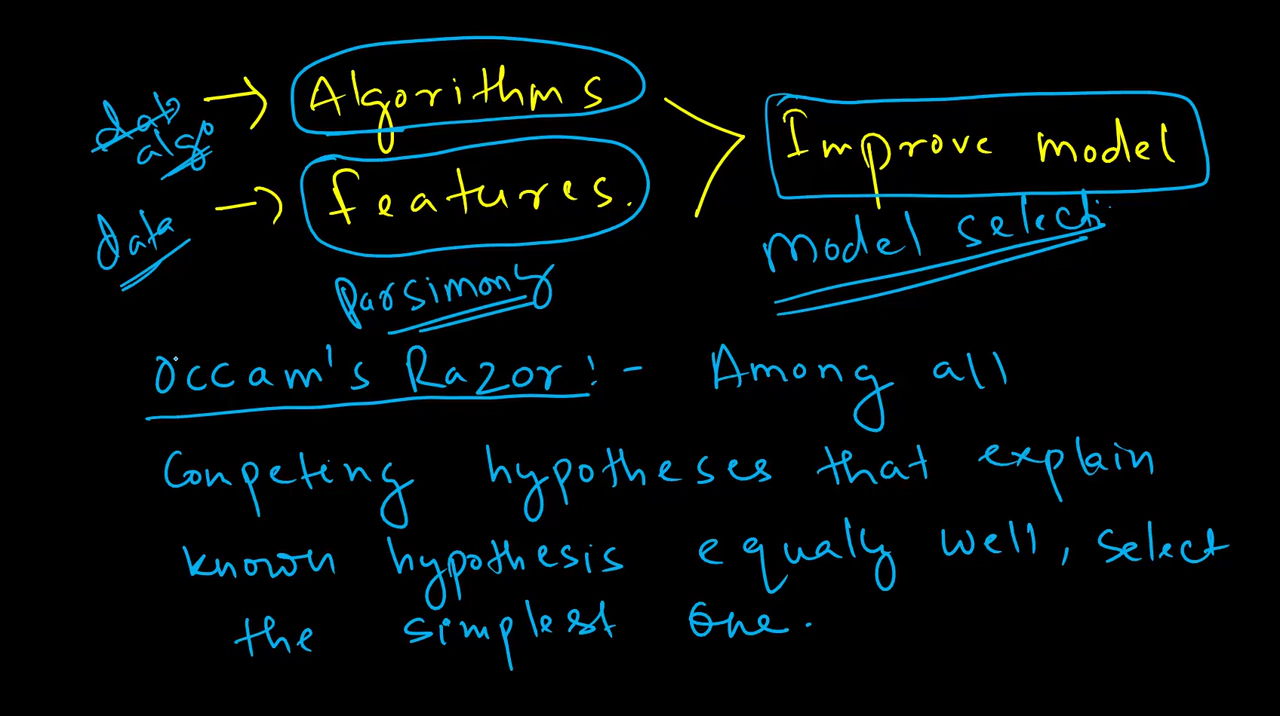 data → Algorithms
algo
Improve model
data → features.
model selecti
parsimony
Occam's Razor: - Among all
Competing hypotheses that explain
known hypothesis equaly well, select
the simplest one.